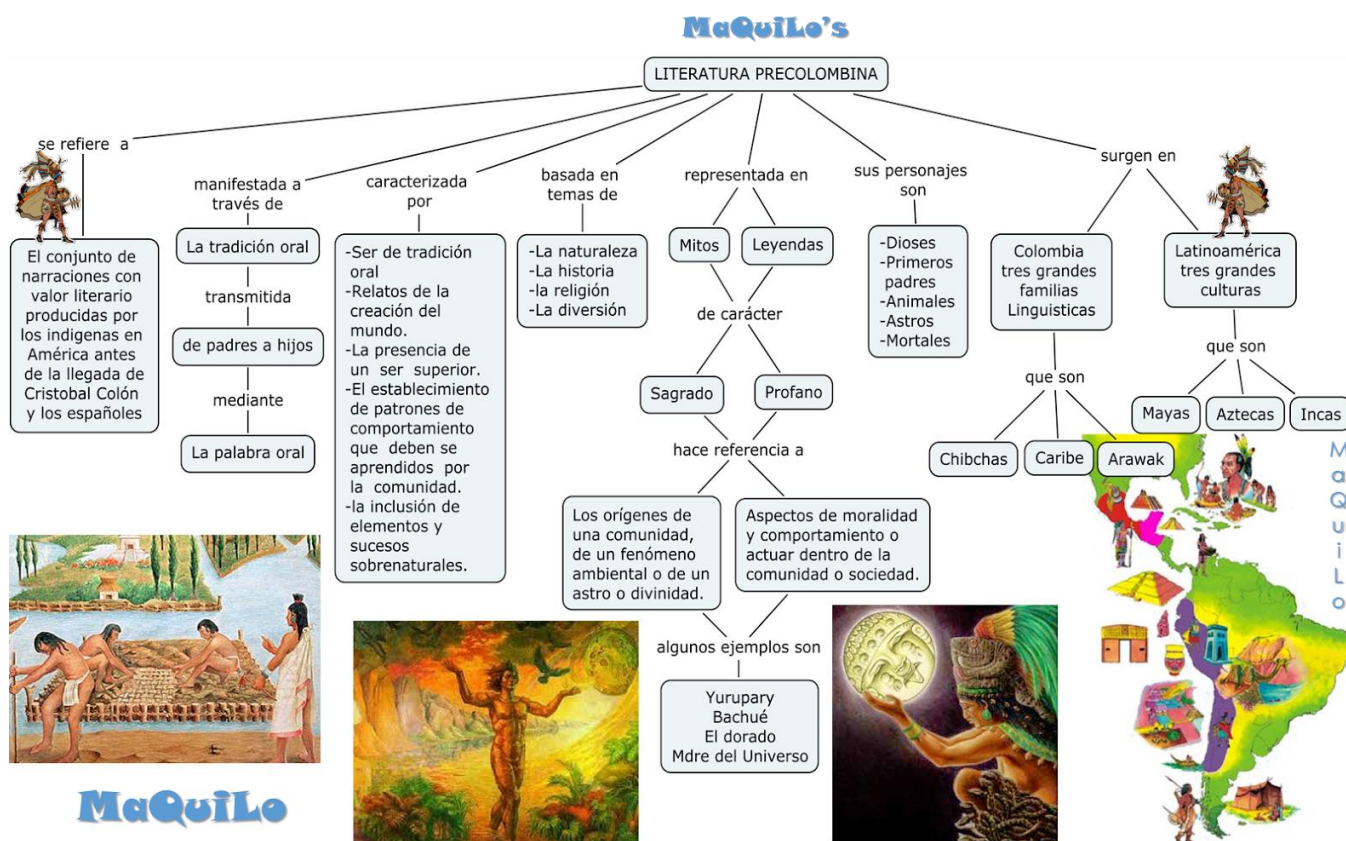 MaQuiLo's
LITERATURA PRECOLOMBINA
se refiere a
El conjunto de
narraciones con
valor literario
producidas por
los indigenas en
América antes
de la llegada de
Cristobal Colón
y los españoles
manifestada a
través de
La tradición oral
transmitida
de padres a hijos
mediante
La palabra oral
caracterizada
por
-Ser de tradición
oral
-Relatos de la
creación del
mundo.
-La presencia de
un ser superior.
-El establecimiento
de patrones de
comportamiento
que deben se
aprendidos por
la comunidad.
-la inclusión de
elementos y
sucesos
sobrenaturales.
basada en
temas de
-La naturaleza
-La historia
-la religión
-La diversión
representada en
Mitos
Leyendas
de carácter
Sagrado
Profano
hace referencia a
Los orígenes de
una comunidad,
de un fenómeno
ambiental o de un
astro o divinidad.
Aspectos de moralidad
y comportamiento o
actuar dentro de la
comunidad o sociedad.
algunos ejemplos son
Yurupary
Bachué
El dorado
Mdre del Universo
sus personajes
son
-Dioses
-Primeros
padres
-Animales
-Astros
-Mortales
surgen en
Colombia
tres grandes
familias
Linguisticas
que son
Chibchas
Caribe
Arawak
Latinoamérica
tres grandes
culturas
que son
Mayas
Aztecas
Incas
MaQuiLo
MaQuiLo